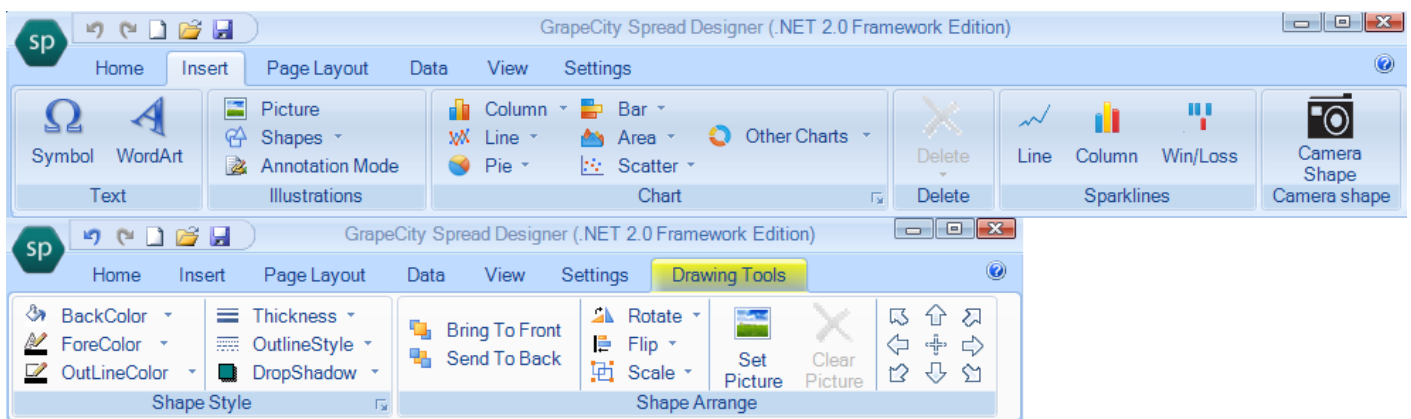 sp GrapeCity Spread Designer (.NET 2.0 Framework Edition)
Home Insert Page Layout Data View Settings
Symbol WordArt
Text
Picture
Shapes
Annotation Mode
Illustrations
Column Bar
Line Area Other Charts
Pie Scatter
Chart
Delete
Delete
Line Column Win/Loss
Sparklines
Camera
Shape
Camera shape
sp GrapeCity Spread Designer (.NET 2.0 Framework Edition)
Home Insert Page Layout Data View Settings Drawing Tools
BackColor Thickness
ForeColor OutlineStyle
OutLineColor DropShadow
Shape Style
Bring To Front
Send To Back
Rotate
Flip
Scale
Set
Picture
Clear
Picture
Shape Arrange